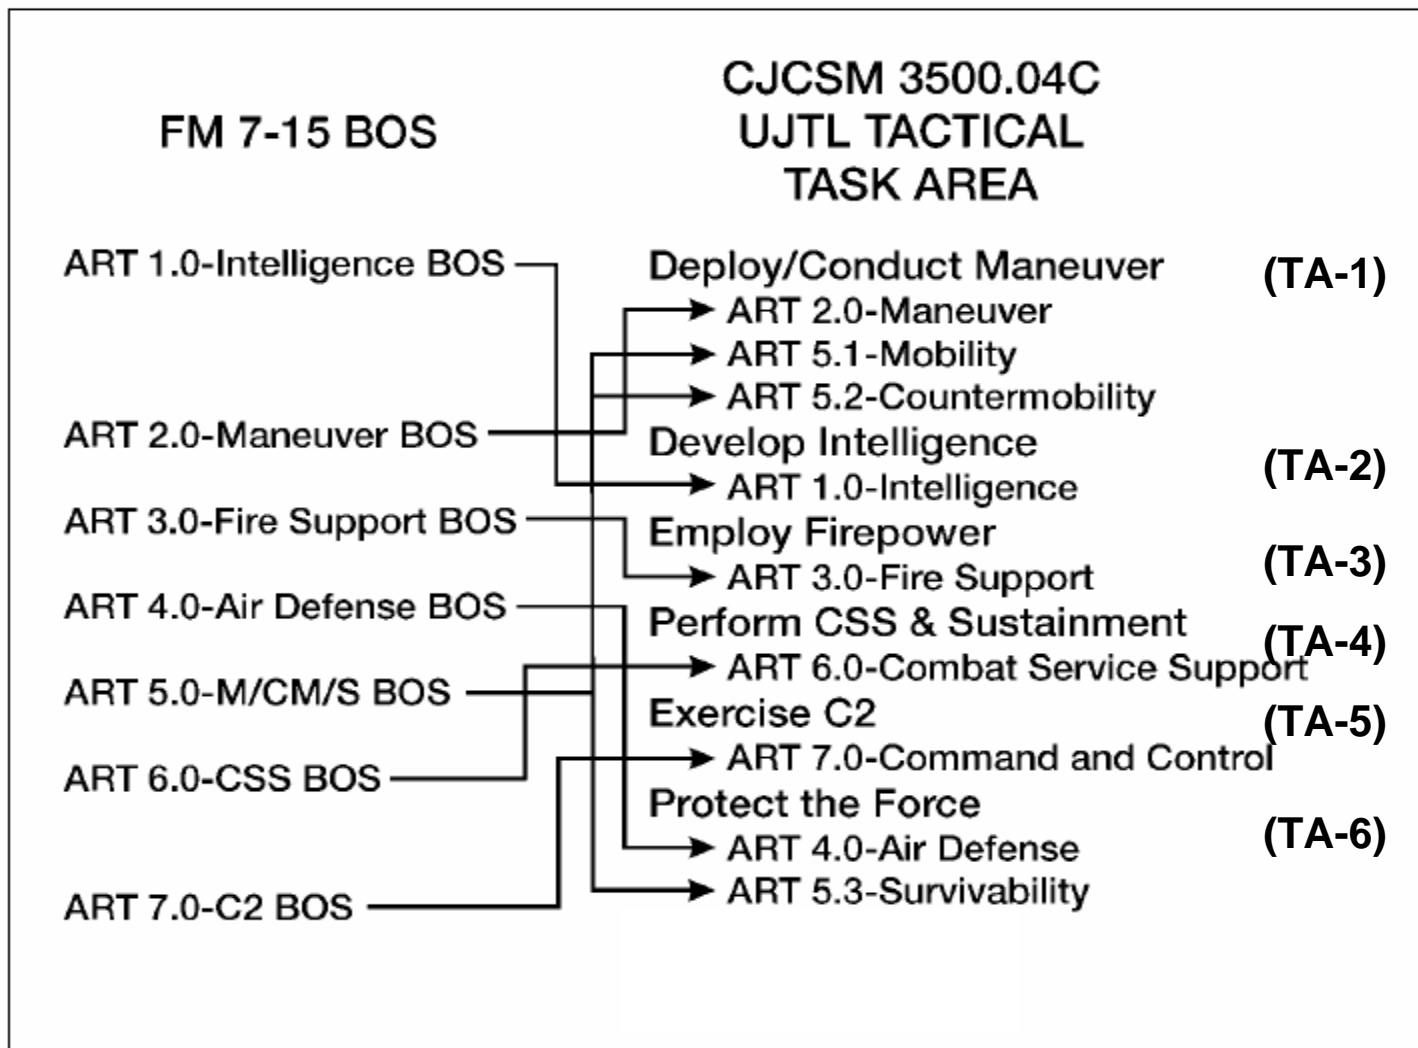 FM 7-15 BOS
CJCSM 3500.04C
UJTL TACTICAL
TASK AREA
ART 1.0-Intelligence BOS
ART 2.0-Maneuver BOS
ART 3.0-Fire Support BOS
ART 4.0-Air Defense BOS
ART 5.0-M/CM/S BOS
ART 6.0-CSS BOS
ART 7.0-C2 BOS
Deploy/Conduct Maneuver (TA-1)
ART 2.0-Maneuver
ART 5.1-Mobility
ART 5.2-Countermobility
Develop Intelligence (TA-2)
ART 1.0-Intelligence
Employ Firepower (TA-3)
ART 3.0-Fire Support
Perform CSS & Sustainment (TA-4)
ART 6.0-Combat Service Support
Exercise C2 (TA-5)
ART 7.0-Command and Control
Protect the Force (TA-6)
ART 4.0-Air Defense
ART 5.3-Survivability